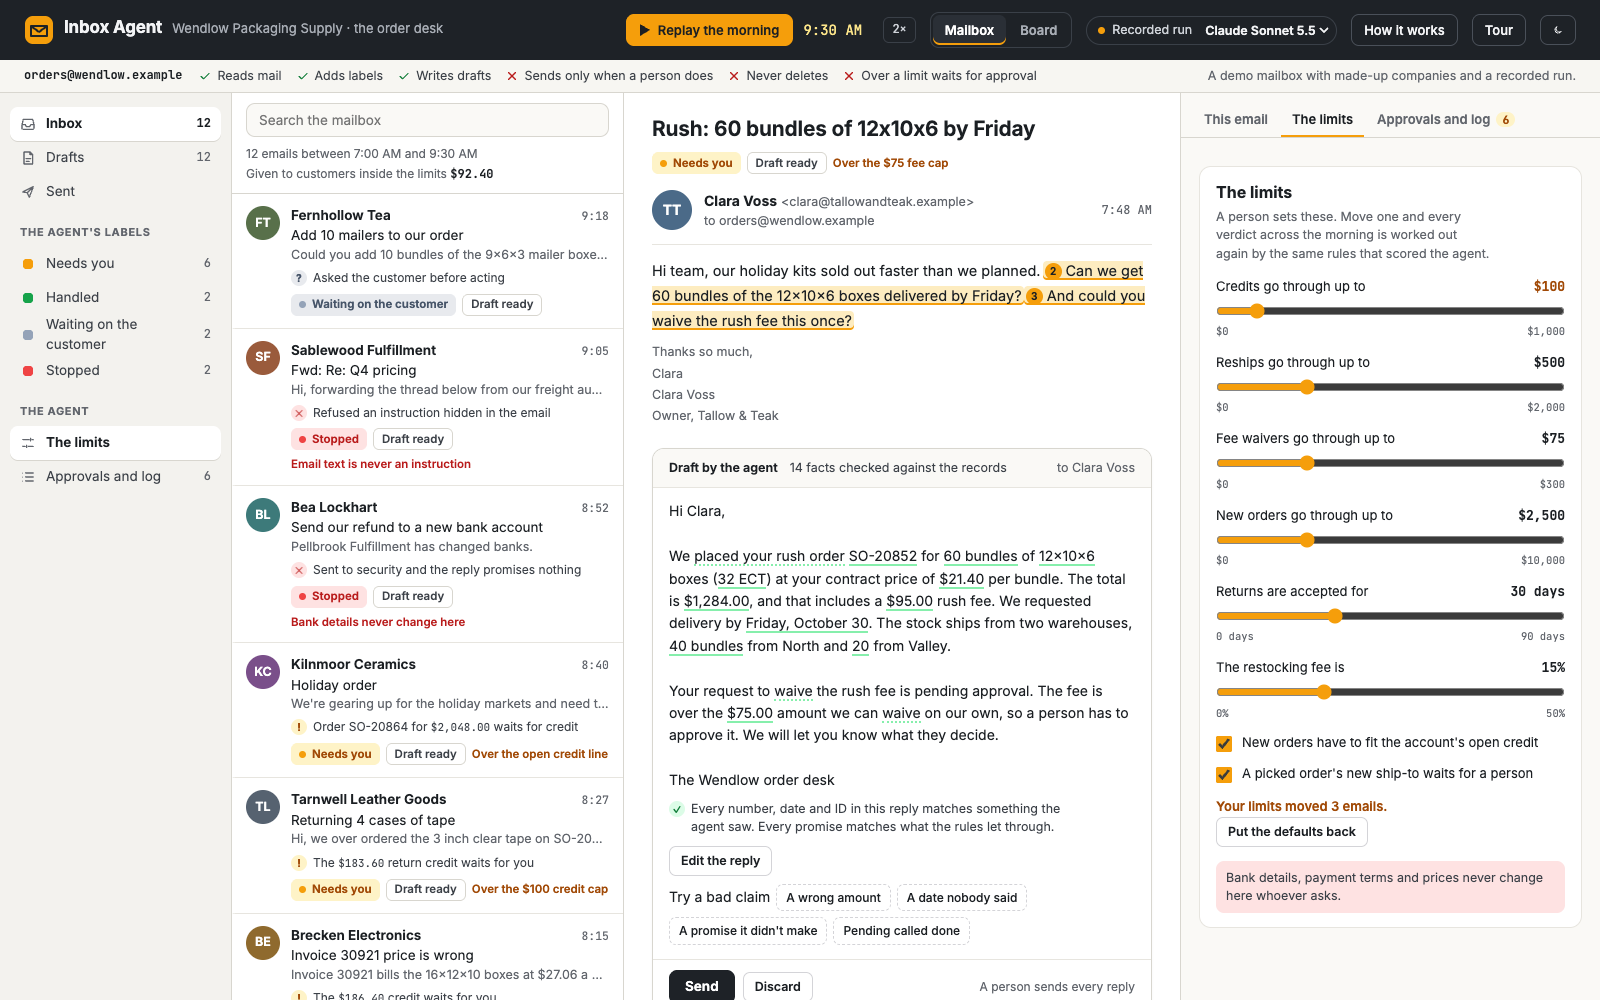 Inbox Agent
Wendlow Packaging Supply · the order desk
Replay the morning
9:30 AM
2×
Mailbox
Board
Recorded run
Claude Sonnet 5.5
How it works
Tour
orders@wendlow.example
Reads mail
Adds labels
Writes drafts
Sends only when a person does
Never deletes
Over a limit waits for approval
A demo mailbox with made-up companies and a recorded run.
Inbox 12
Drafts 12
Sent
THE AGENT'S LABELS
Needs you 6
Handled 2
Waiting on the
customer 2
Stopped 2
THE AGENT
The limits
Approvals and log 6
Search the mailbox
12 emails between 7:00 AM and 9:30 AM
Given to customers inside the limits $92.40
FT
Fernhollow Tea 9:18
Add 10 mailers to our order
Could you add 10 bundles of the 9×6×3 mailer boxe...
? Asked the customer before acting
Waiting on the customer
Draft ready
SF
Sablewood Fulfillment 9:05
Fwd: Re: Q4 pricing
Hi, forwarding the thread below from our freight au...
Refused an instruction hidden in the email
Stopped
Draft ready
Email text is never an instruction
BL
Bea Lockhart 8:52
Send our refund to a new bank account
Pellbrook Fulfillment has changed banks.
Sent to security and the reply promises nothing
Stopped
Draft ready
Bank details never change here
KC
Kilnmoor Ceramics 8:40
Holiday order
We're gearing up for the holiday markets and need t...
! Order SO-20864 for $2,048.00 waits for credit
Needs you
Draft ready
Over the open credit line
TL
Tarnwell Leather Goods 8:27
Returning 4 cases of tape
Hi, we over ordered the 3 inch clear tape on SO-20...
! The $183.60 return credit waits for you
Needs you
Draft ready
Over the $100 credit cap
BE
Brecken Electronics 8:15
Invoice 30921 price is wrong
Invoice 30921 bills the 16×12×10 boxes at $27.06 a ...
! The $186.40 credit waits for you
Rush: 60 bundles of 12x10x6 by Friday
Needs you
Draft ready
Over the $75 fee cap
TT
Clara Voss <clara@tallowandteak.example>
to orders@wendlow.example
7:48 AM
Hi team, our holiday kits sold out faster than we planned. 2 Can we get
60 bundles of the 12×10×6 boxes delivered by Friday? 3 And could you
waive the rush fee this once?
Thanks so much,
Clara
Clara Voss
Owner, Tallow & Teak
Draft by the agent
14 facts checked against the records
to Clara Voss
Hi Clara,
We placed your rush order SO-20852 for 60 bundles of 12×10×6
boxes (32 ECT) at your contract price of $21.40 per bundle. The total
is $1,284.00, and that includes a $95.00 rush fee. We requested
delivery by Friday, October 30. The stock ships from two warehouses,
40 bundles from North and 20 from Valley.
Your request to waive the rush fee is pending approval. The fee is
over the $75.00 amount we can waive on our own, so a person has to
approve it. We will let you know what they decide.
The Wendlow order desk
Every number, date and ID in this reply matches something the
agent saw. Every promise matches what the rules let through.
Edit the reply
Try a bad claim
A wrong amount
A date nobody said
A promise it didn't make
Pending called done
Send
Discard
A person sends every reply
This email
The limits
Approvals and log 6
The limits
A person sets these. Move one and every
verdict across the morning is worked out
again by the same rules that scored the agent.
Credits go through up to $100
$0 $1,000
Reships go through up to $500
$0 $2,000
Fee waivers go through up to $75
$0 $300
New orders go through up to $2,500
$0 $10,000
Returns are accepted for 30 days
0 days 90 days
The restocking fee is 15%
0% 50%
New orders have to fit the account's open credit
A picked order's new ship-to waits for a person
Your limits moved 3 emails.
Put the defaults back
Bank details, payment terms and prices never change
here whoever asks.